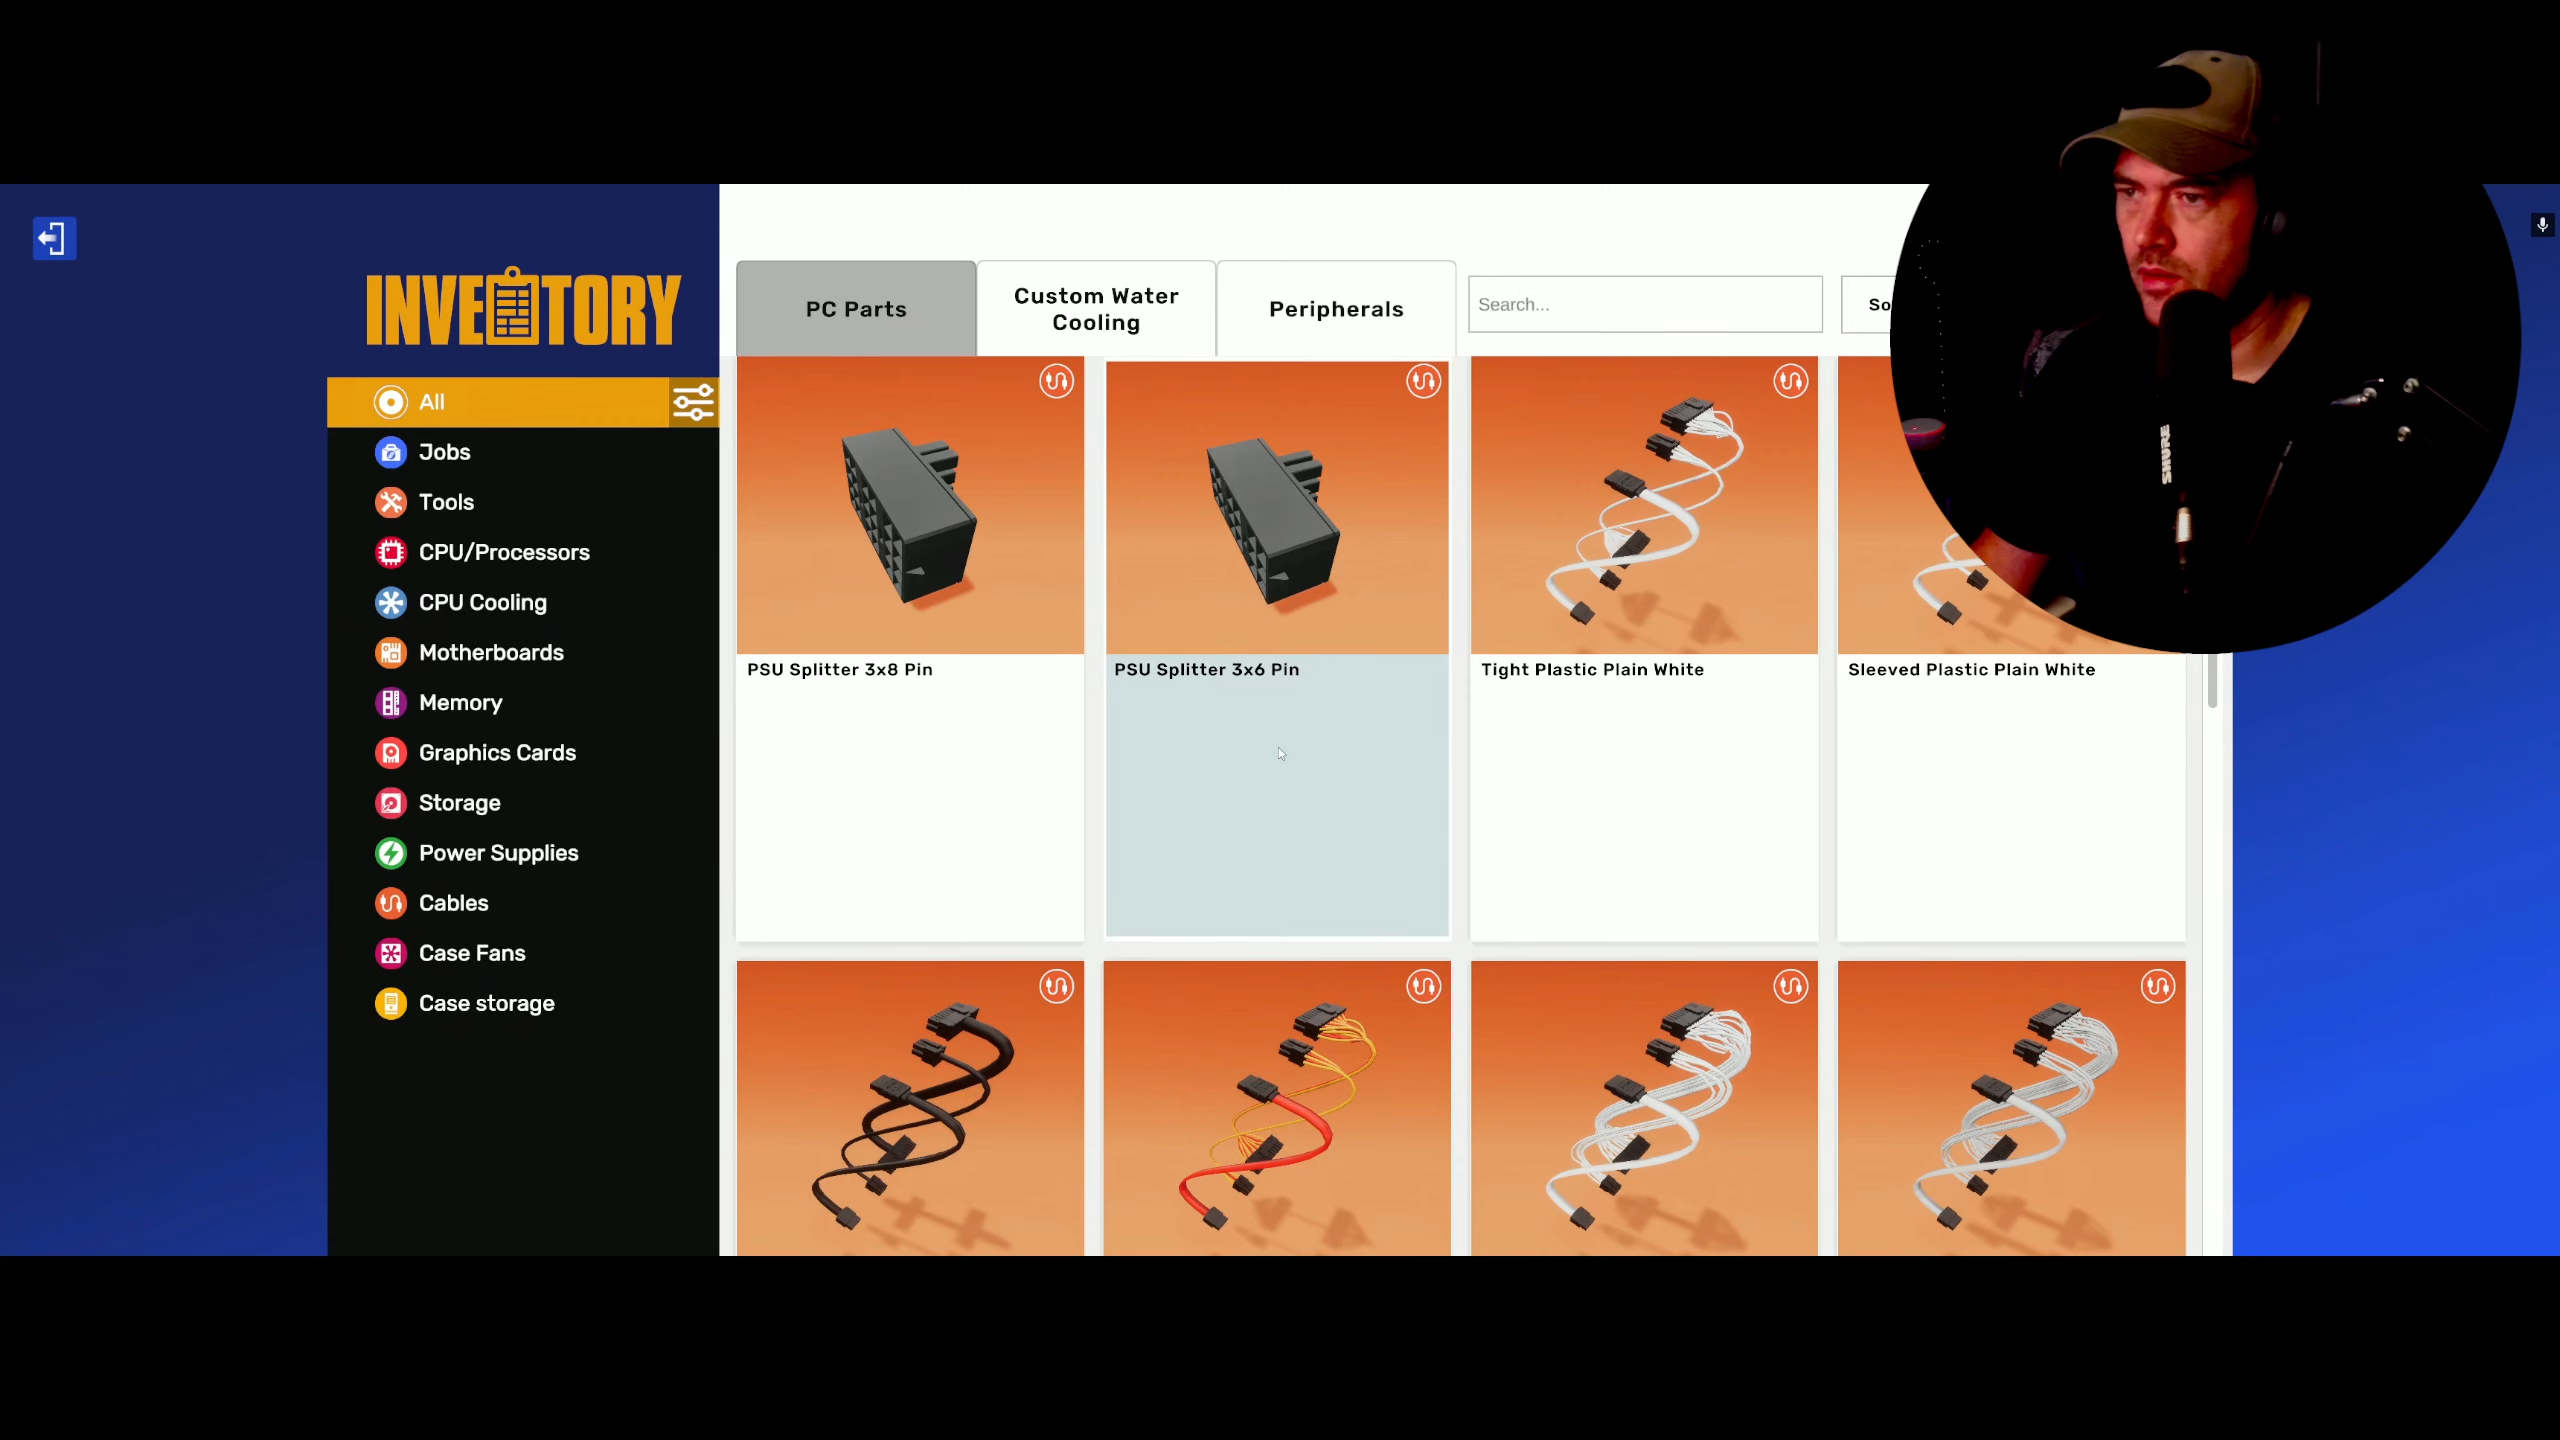 INVENTORY
PC Parts
Custom Water
Cooling
Peripherals
Search...
So
All
Jobs
Tools
CPU/Processors
CPU Cooling
Motherboards
Memory
Graphics Cards
Storage
Power Supplies
Cables
Case Fans
Case storage
PSU Splitter 3x8 Pin
PSU Splitter 3x6 Pin
Tight Plastic Plain White
Sleeved Plastic Plain White
SHURE